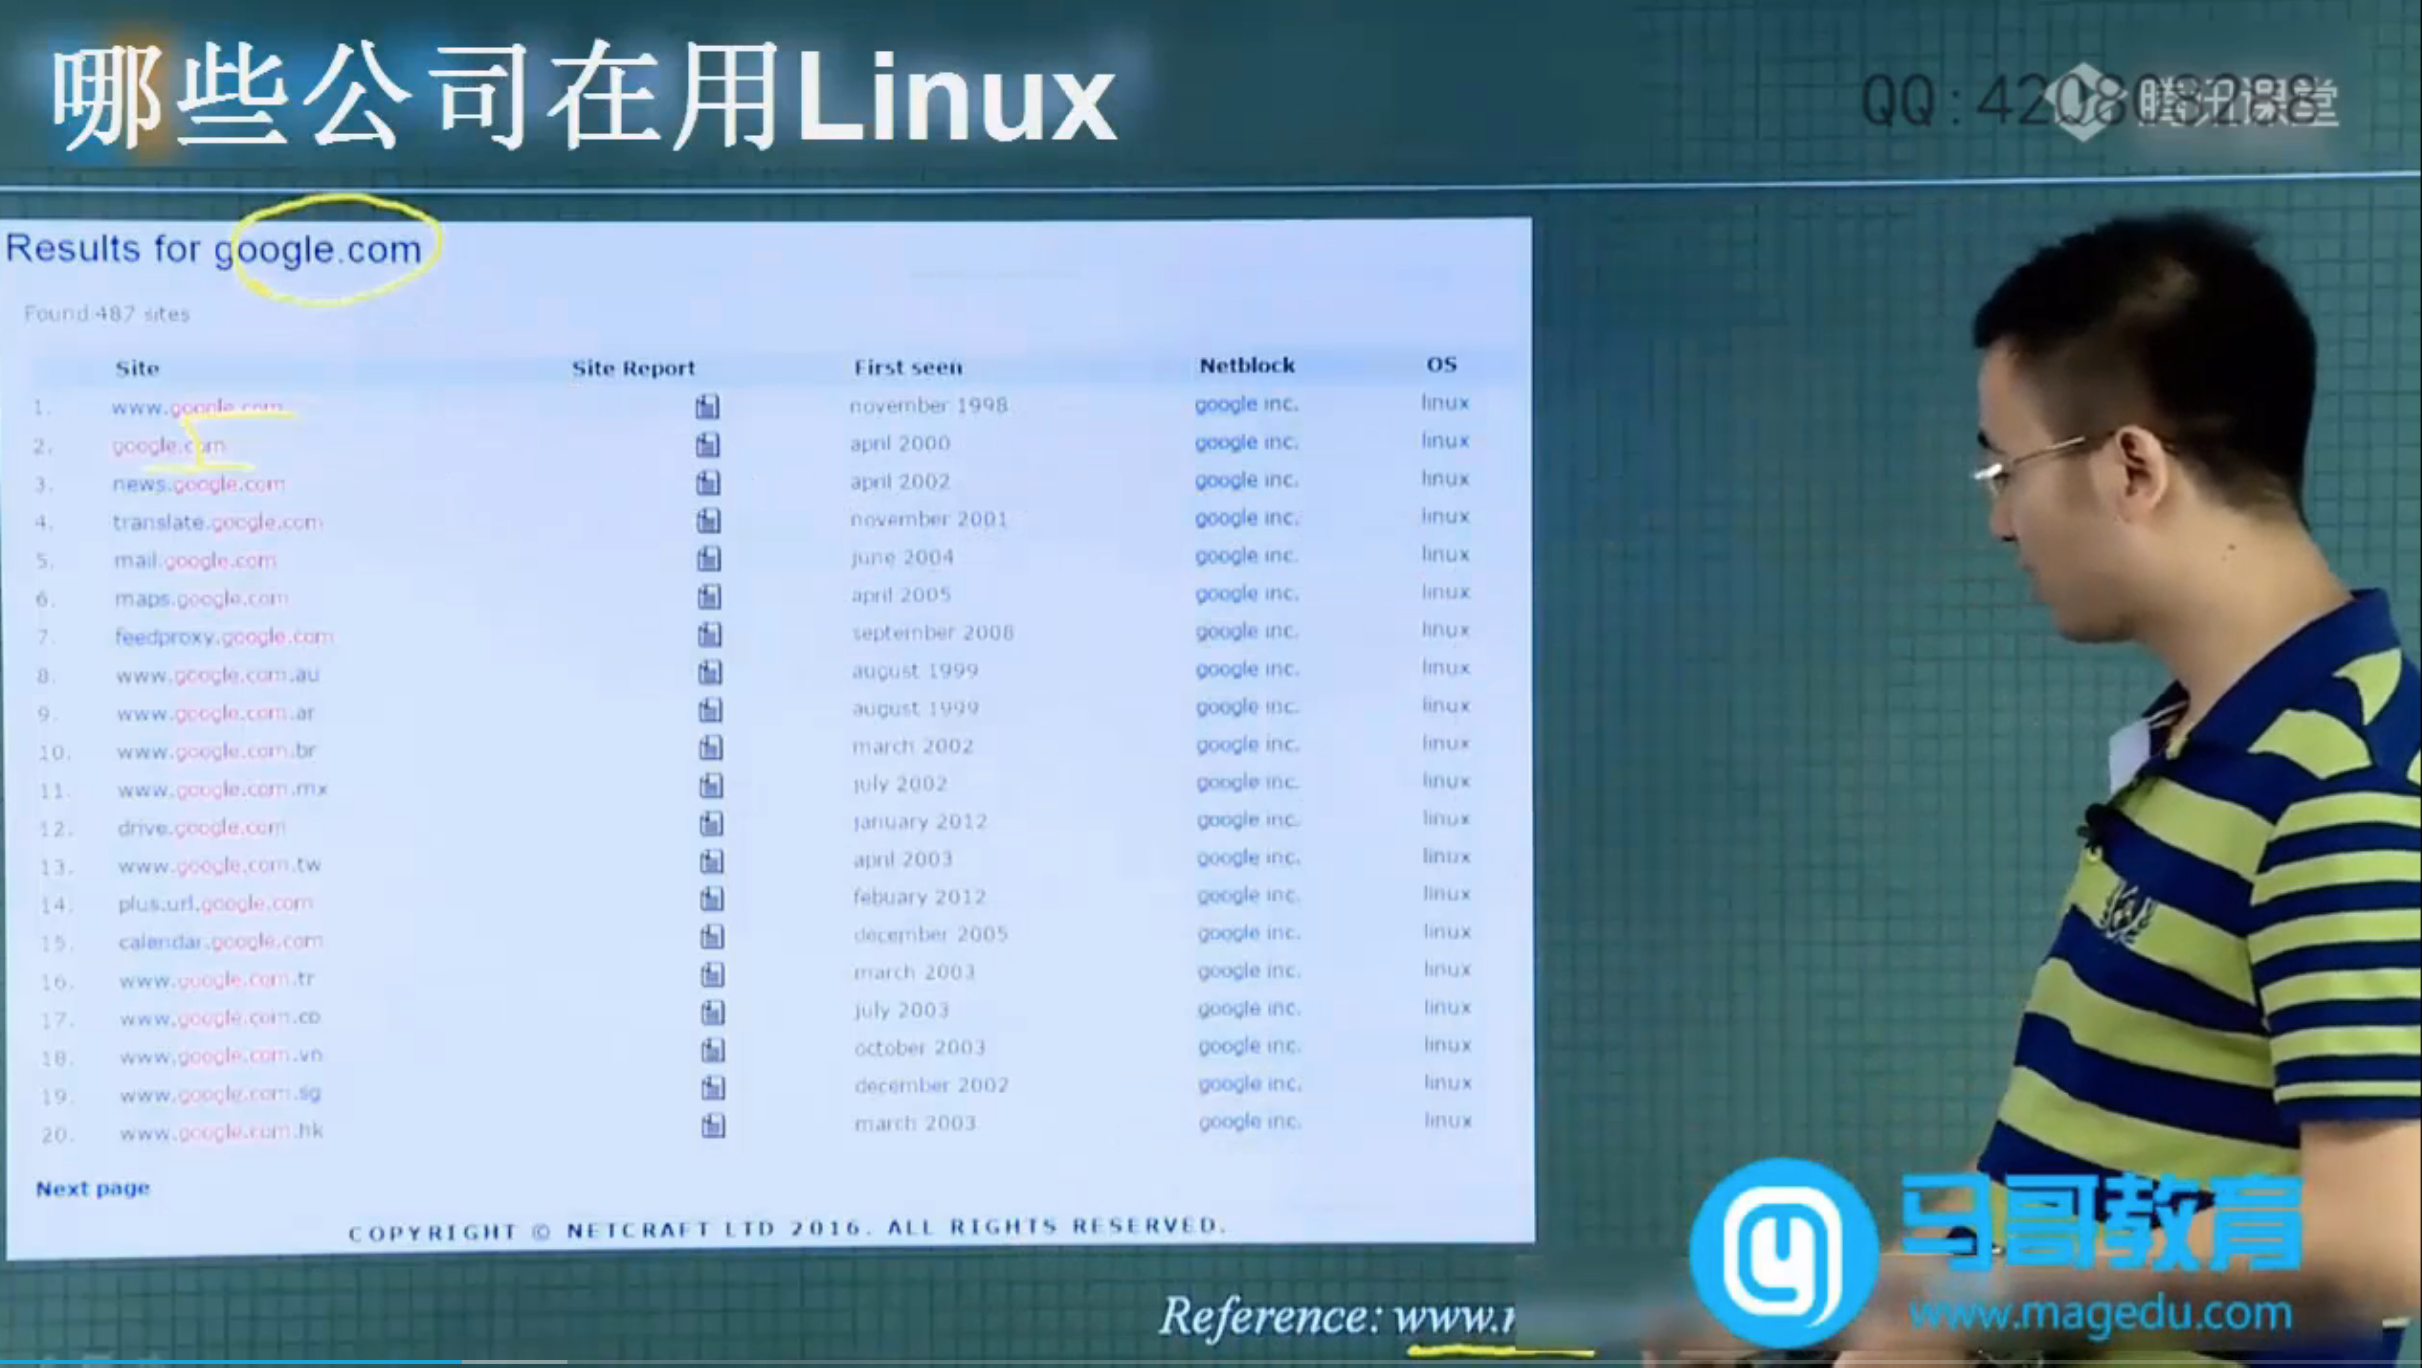 哪些公司在用Linux
QQ:420808288
腾讯课堂
Results for google.com
Found 487 sites
Site Site Report First seen Netblock OS
1. www.google.com november 1998 google inc. linux
2. google.com april 2000 google inc. linux
3. news.google.com april 2002 google inc. linux
4. translate.google.com november 2001 google inc. linux
5. mail.google.com june 2004 google inc. linux
6. maps.google.com april 2005 google inc. linux
7. feedproxy.google.com september 2008 google inc. linux
8. www.google.com.au august 1999 google inc. linux
9. www.google.com.ar august 1999 google inc. linux
10. www.google.com.br march 2002 google inc. linux
11. www.google.com.mx july 2002 google inc. linux
12. drive.google.com january 2012 google inc. linux
13. www.google.com.tw april 2003 google inc. linux
14. plus.url.google.com febuary 2012 google inc. linux
15. calendar.google.com december 2005 google inc. linux
16. www.google.com.tr march 2003 google inc. linux
17. www.google.com.co july 2003 google inc. linux
18. www.google.com.vn october 2003 google inc. linux
19. www.google.com.sg december 2002 google inc. linux
20. www.google.com.hk march 2003 google inc. linux
Next page
COPYRIGHT © NETCRAFT LTD 2016. ALL RIGHTS RESERVED.
Reference: www.
马哥教育
www.magedu.com